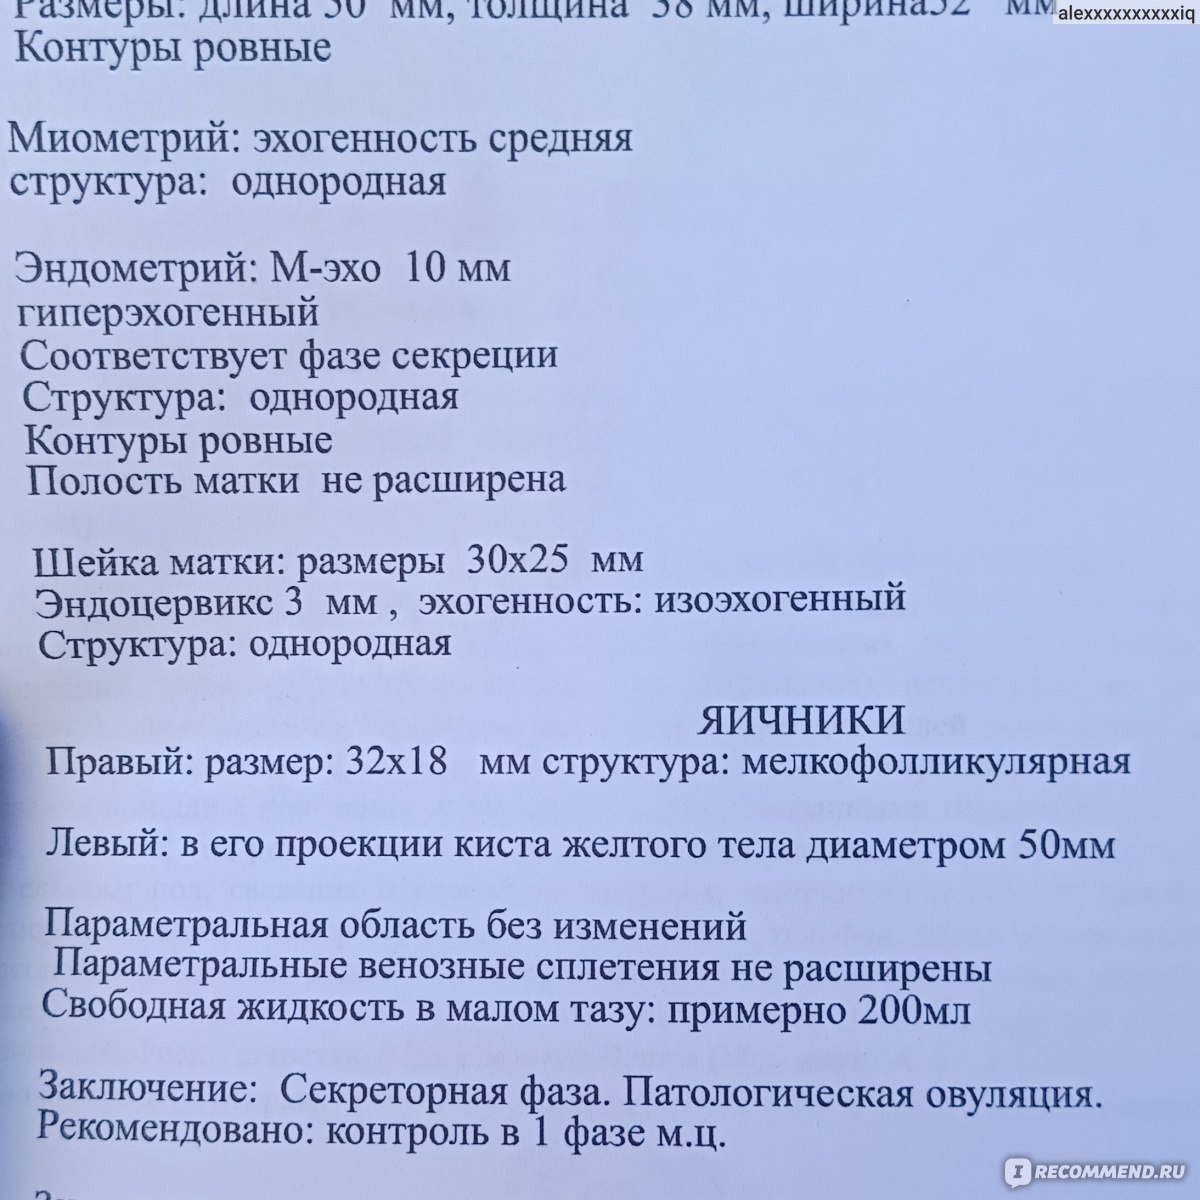 Размеры: длина 50 мм, толщина 38 мм, ширина52 мм
alexxxxxxxxxxiq
Контуры ровные
Миометрий: эхогенность средняя
структура: однородная
Эндометрий: М-эхо 10 мм
гиперэхогенный
Соответствует фазе секреции
Структура: однородная
Контуры ровные
Полость матки не расширена
Шейка матки: размеры 30х25 мм
Эндоцервикс 3 мм , эхогенность: изоэхогенный
Структура: однородная
ЯИЧНИКИ
Правый: размер: 32х18 мм структура: мелкофолликулярная
Левый: в его проекции киста желтого тела диаметром 50мм
Параметральная область без изменений
Параметральные венозные сплетения не расширены
Свободная жидкость в малом тазу: примерно 200мл
Заключение: Секреторная фаза. Патологическая овуляция.
Рекомендовано: контроль в 1 фазе м.ц.
IRECOMMEND.RU